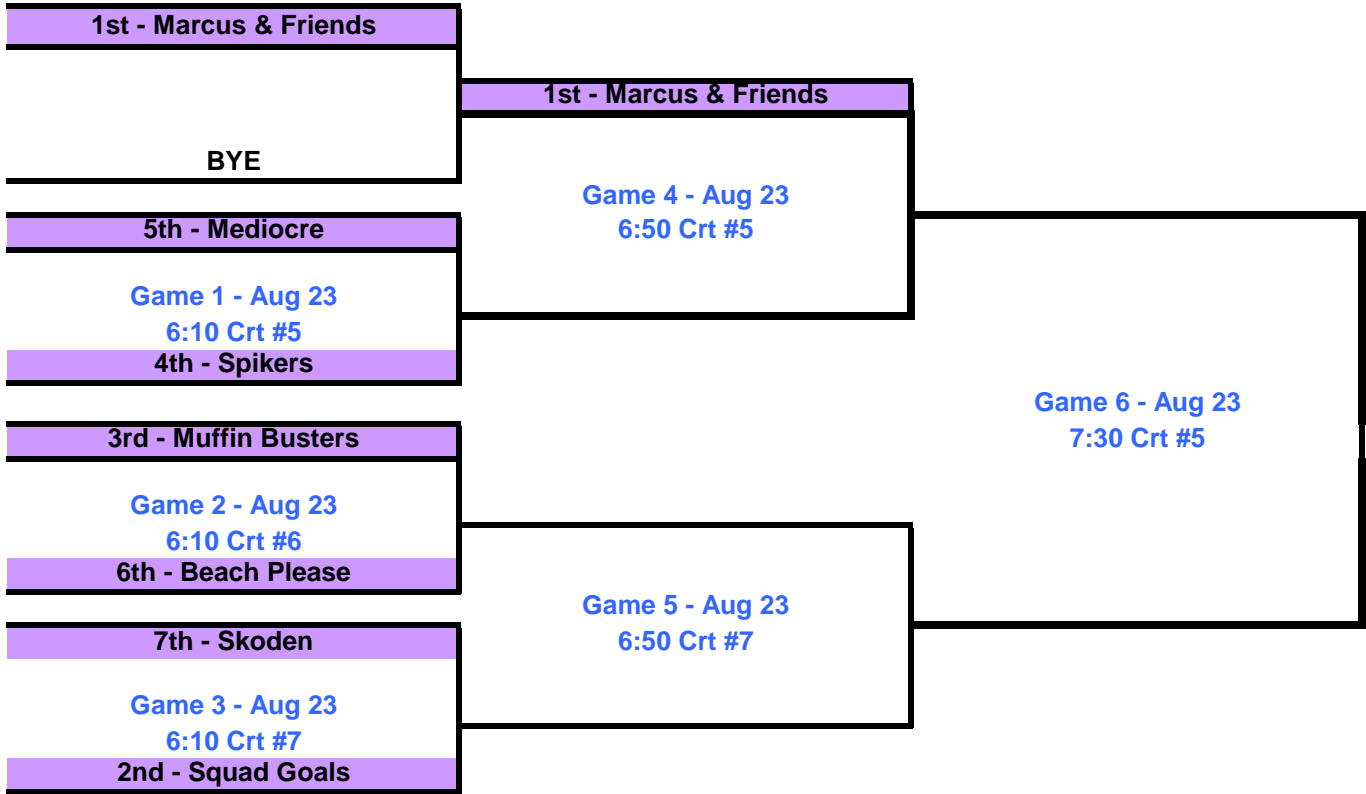 1st - Marcus & Friends
BYE
5th - Mediocre
Game 1 - Aug 23
6:10 Crt #5
4th - Spikers
3rd - Muffin Busters
Game 2 - Aug 23
6:10 Crt #6
6th - Beach Please
7th - Skoden
Game 3 - Aug 23
6:10 Crt #7
2nd - Squad Goals
1st - Marcus & Friends
Game 4 - Aug 23
6:50 Crt #5
Game 5 - Aug 23
6:50 Crt #7
Game 6 - Aug 23
7:30 Crt #5